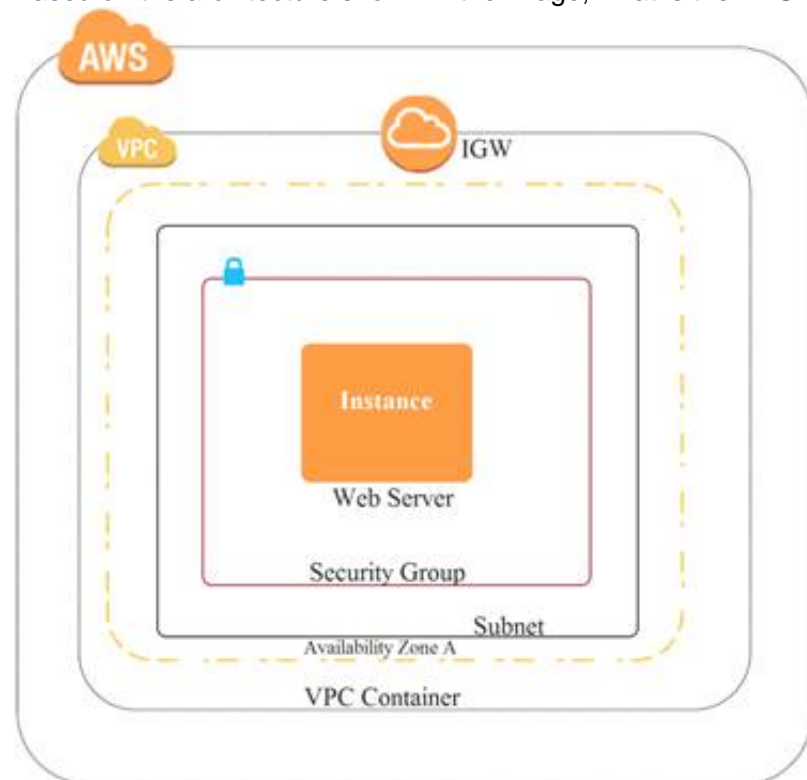 AWS
VPC
IGW
Instance
Web Server
Security Group
Subnet
Availability Zone A
VPC Container